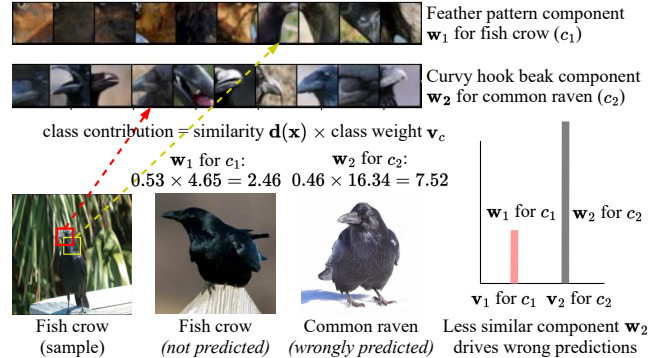 Feather pattern component
w₁ for fish crow (c₁)
Curvy hook beak component
w₂ for common raven (c₂)
class contribution = similarity d(x) × class weight v_c
w₁ for c₁:
0.53 × 4.65 = 2.46
w₂ for c₂:
0.46 × 16.34 = 7.52
w₁ for c₁
w₂ for c₂
v₁ for c₁
v₂ for c₂
Fish crow
(sample)
Fish crow
(not predicted)
Common raven
(wrongly predicted)
Less similar component w₂
drives wrong predictions